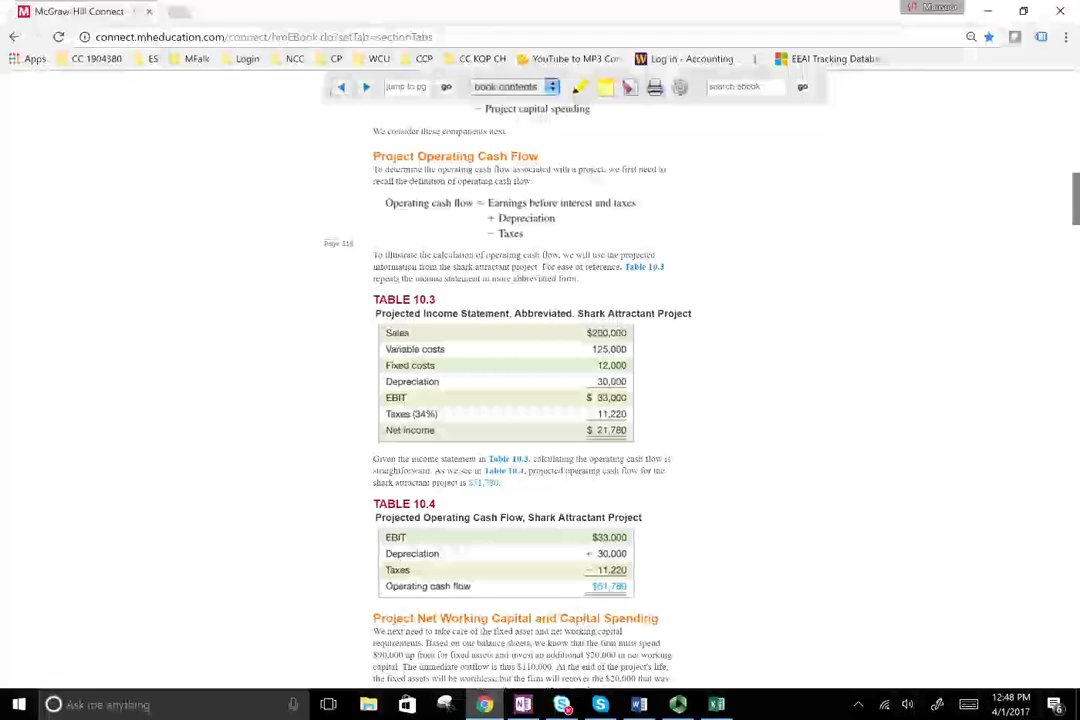 McGraw-Hill Connect
Mansura
connect.mheducation.com/connect/hmEBook.do?setTab=sectionTabs
Apps CC 1904380 ES MFalk Login NCC CP WCU CCP CC KOP CH YouTube to MP3 Con Log in - Accounting EEAI Tracking Databa
jump to pg go book contents search ebook go
− Project capital spending
We consider these components next.
Project Operating Cash Flow
To determine the operating cash flow associated with a project, we first need to
recall the definition of operating cash flow
Operating cash flow = Earnings before interest and taxes
+ Depreciation
− Taxes
Page 316
To illustrate the calculation of operating cash flow, we will use the projected
information from the shark attractant project. For ease of reference, Table 10.3
repeats the income statement in more abbreviated form.
TABLE 10.3
Projected Income Statement, Abbreviated, Shark Attractant Project
Sales $200,000
Variable costs 125,000
Fixed costs 12,000
Depreciation 30,000
EBIT $ 33,000
Taxes (34%) 11,220
Net income $ 21,780
Given the income statement in Table 10.3, calculating the operating cash flow is
straightforward. As we see in Table 10.4, projected operating cash flow for the
shark attractant project is $51,780.
TABLE 10.4
Projected Operating Cash Flow, Shark Attractant Project
EBIT $33,000
Depreciation + 30,000
Taxes − 11,220
Operating cash flow $51,780
Project Net Working Capital and Capital Spending
We next need to take care of the fixed asset and net working capital
requirements. Based on our balance sheets, we know that the firm must spend
$90,000 up front for fixed assets and invest an additional $20,000 in net working
capital. The immediate outflow is thus $110,000. At the end of the project's life,
the fixed assets will be worthless, but the firm will recover the $20,000 that was
Ask me anything
12:48 PM
4/1/2017
6